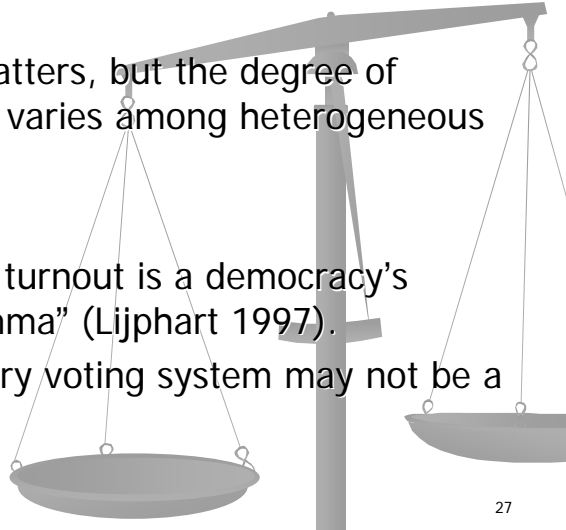 atters, but the degree of
varies among heterogeneous
turnout is a democracy's
ma” (Lijphart 1997).
ry voting system may not be a
27